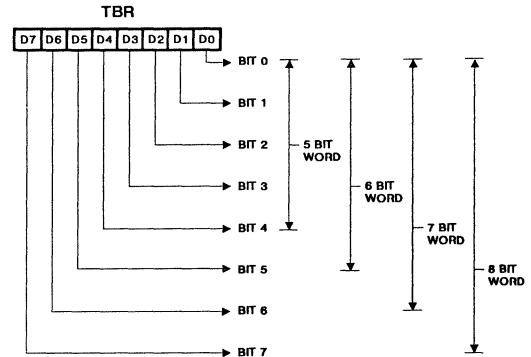 TBR
D7 D6 D5 D4 D3 D2 D1 D0
BIT 0
BIT 1
BIT 2
BIT 3
BIT 4
BIT 5
BIT 6
BIT 7
5 BIT
WORD
6 BIT
WORD
7 BIT
WORD
8 BIT
WORD